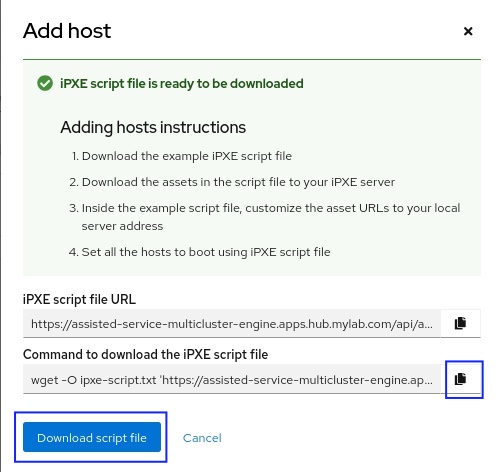 Add host
iPXE script file is ready to be downloaded
Adding hosts instructions
1. Download the example iPXE script file
2. Download the assets in the script file to your iPXE server
3. Inside the example script file, customize the asset URLs to your local
server address
4. Set all the hosts to boot using iPXE script file
iPXE script file URL
https://assisted-service-multicluster-engine.apps.hub.mylab.com/api/a...
Command to download the iPXE script file
wget -O ipxe-script.txt 'https://assisted-service-multicluster-engine.ap...
Download script file
Cancel